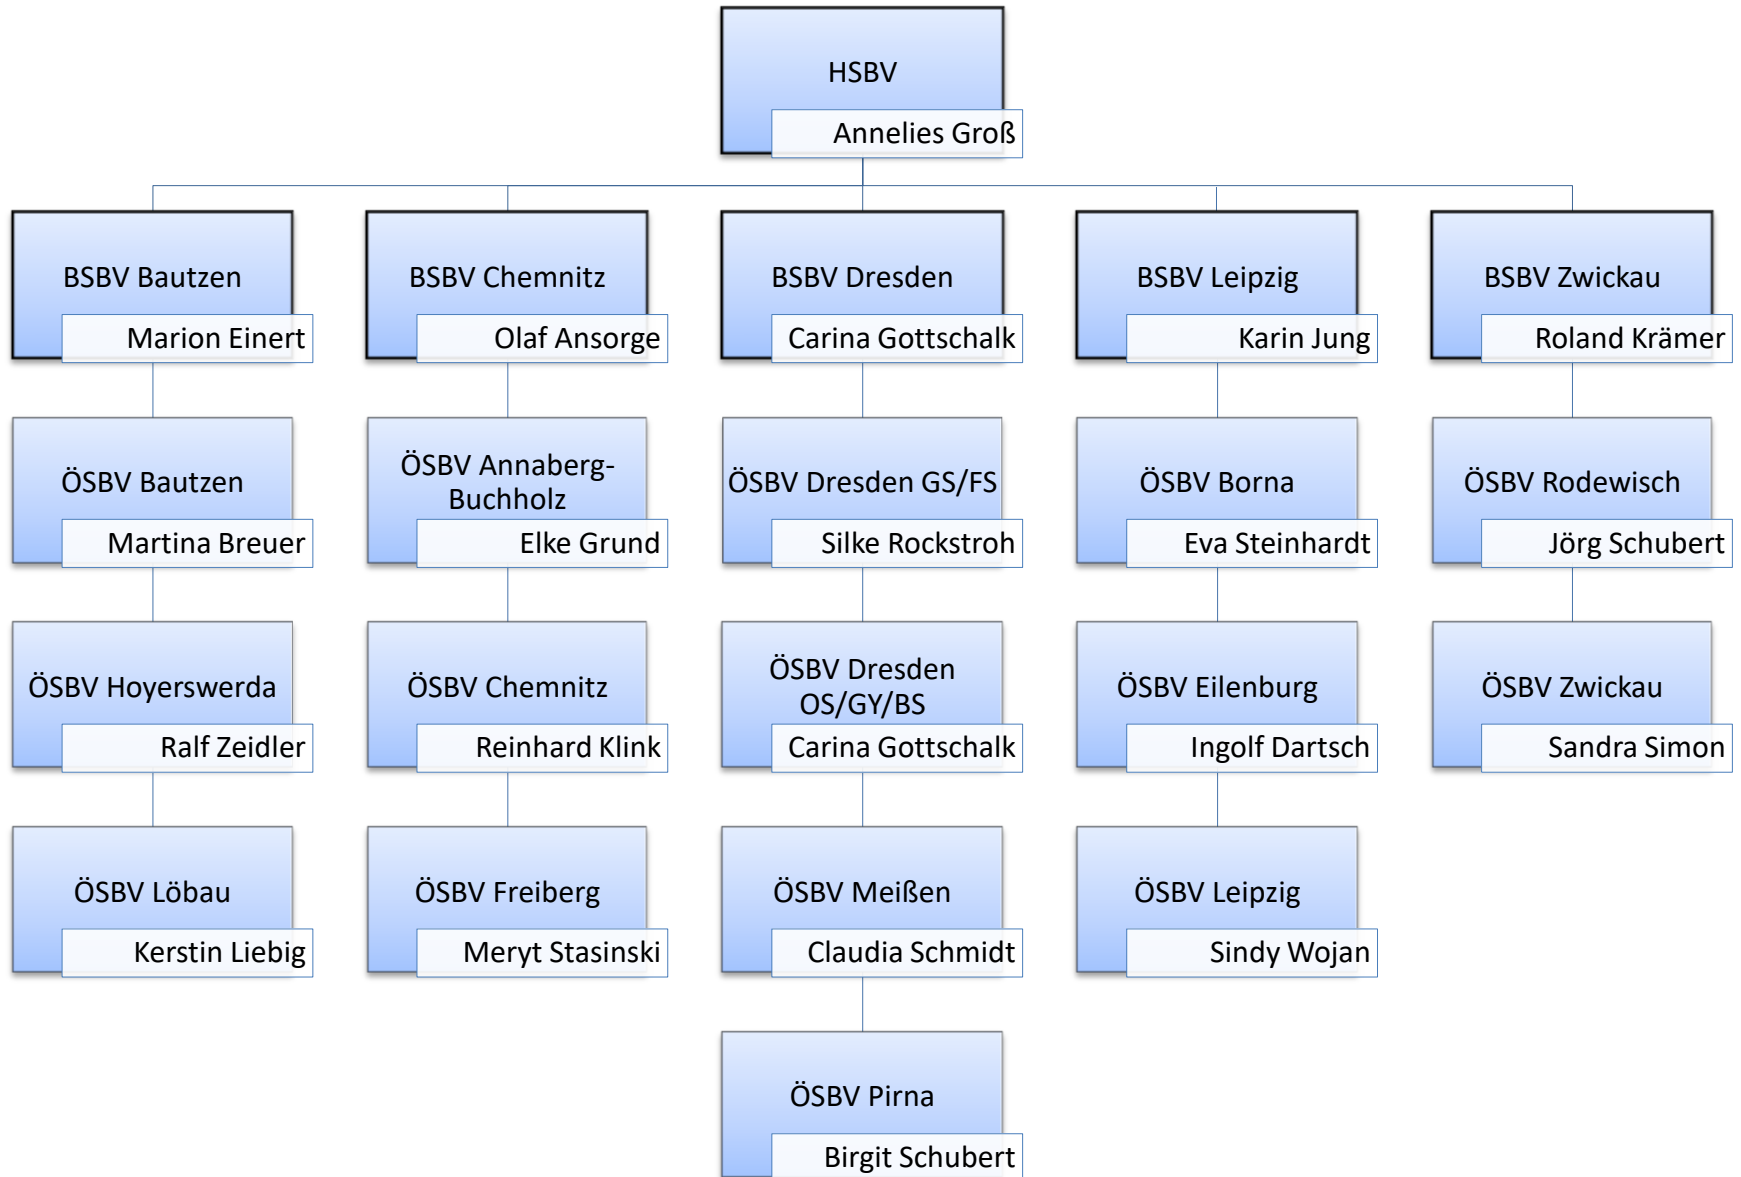 HSBV
Annelies Groß
BSBV Bautzen
Marion Einert
BSBV Chemnitz
Olaf Ansorge
BSBV Dresden
Carina Gottschalk
BSBV Leipzig
Karin Jung
BSBV Zwickau
Roland Krämer
ÖSBV Bautzen
Martina Breuer
ÖSBV Annaberg-
Buchholz
Elke Grund
ÖSBV Dresden GS/FS
Silke Rockstroh
ÖSBV Borna
Eva Steinhardt
ÖSBV Rodewisch
Jörg Schubert
ÖSBV Hoyerswerda
Ralf Zeidler
ÖSBV Chemnitz
Reinhard Klink
ÖSBV Dresden
OS/GY/BS
Carina Gottschalk
ÖSBV Eilenburg
Ingolf Dartsch
ÖSBV Zwickau
Sandra Simon
ÖSBV Löbau
Kerstin Liebig
ÖSBV Freiberg
Meryt Stasinski
ÖSBV Meißen
Claudia Schmidt
ÖSBV Leipzig
Sindy Wojan
ÖSBV Pirna
Birgit Schubert